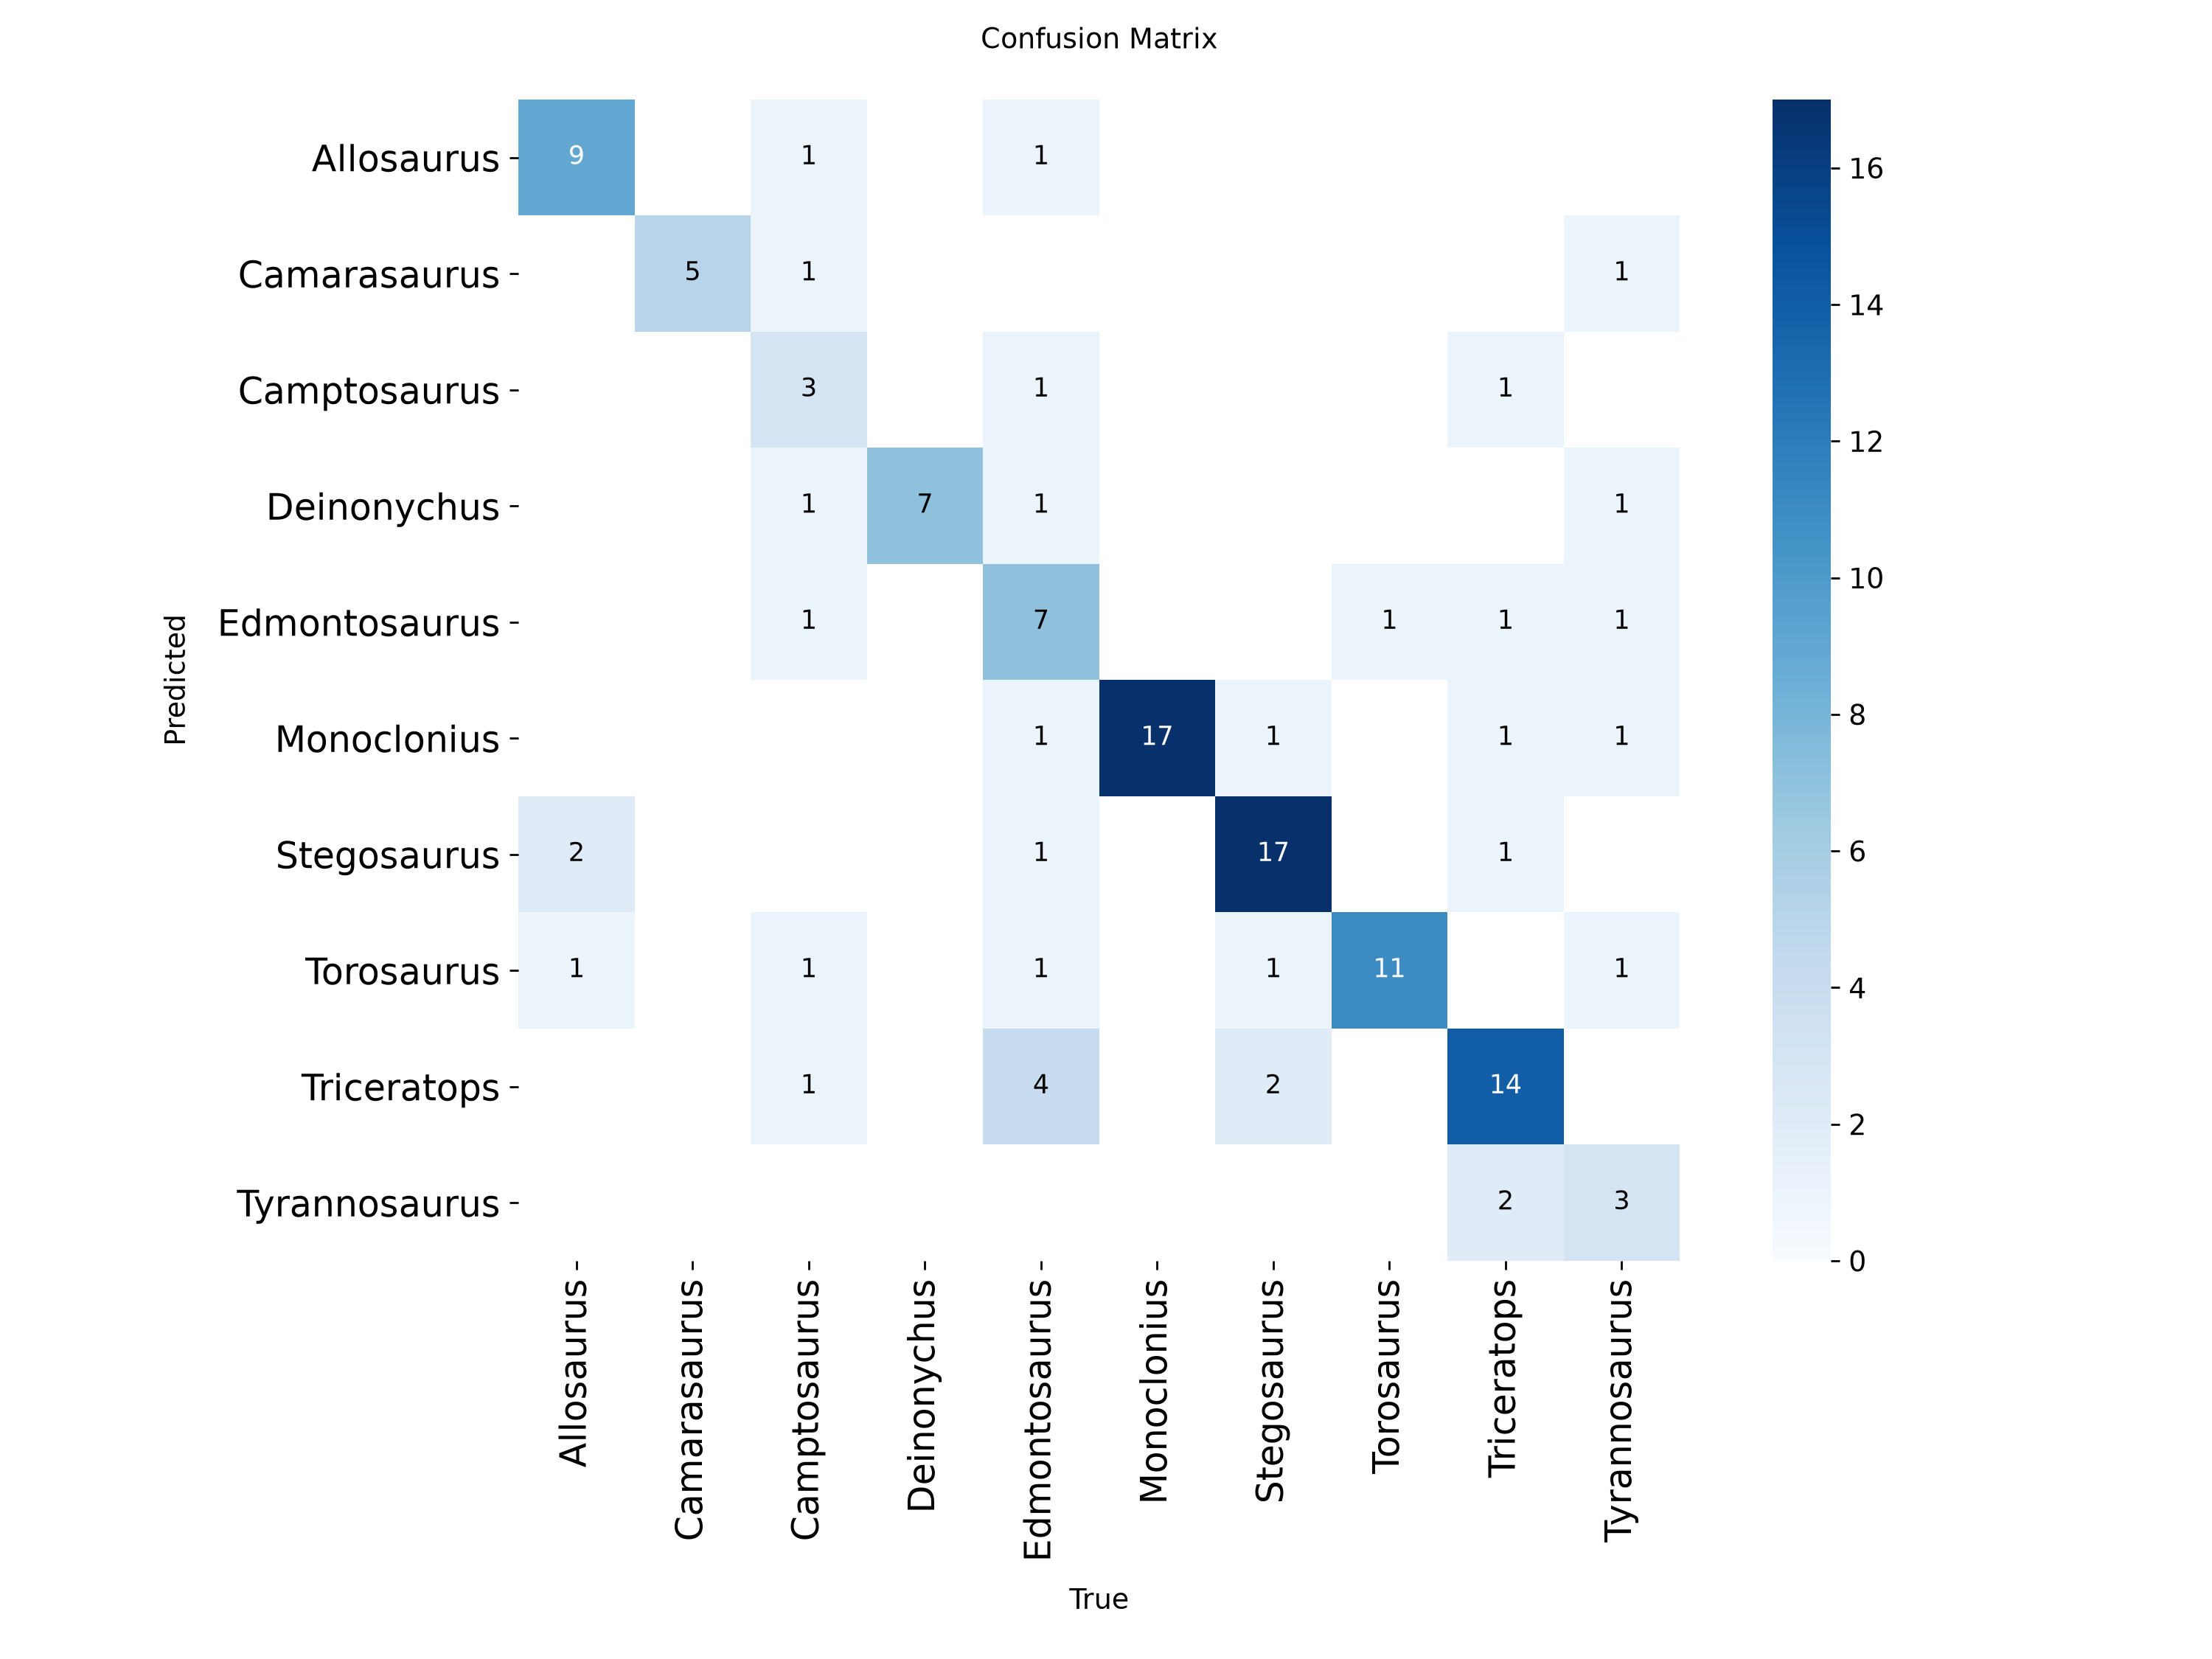 Confusion Matrix
Allosaurus 9 1 1
Camarasaurus 5 1 1
Camptosaurus 3 1 1
Deinonychus 1 7 1 1
Edmontosaurus 1 7 1 1 1
Monoclonius 1 17 1 1 1
Stegosaurus 2 1 17 1
Torosaurus 1 1 1 1 11 1
Triceratops 1 4 2 14
Tyrannosaurus 2 3
Predicted
Allosaurus
Camarasaurus
Camptosaurus
Deinonychus
Edmontosaurus
Monoclonius
Stegosaurus
Torosaurus
Triceratops
Tyrannosaurus
True
16
14
12
10
8
6
4
2
0